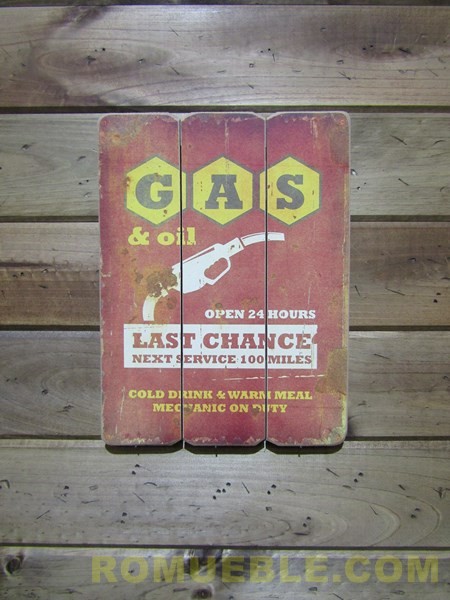 GAS
& oil
OPEN 24 HOURS
LAST CHANCE
NEXT SERVICE 100 MILES
COLD DRINK & WARM MEAL
MECHANIC ON DUTY
ROMUEBLE.COM